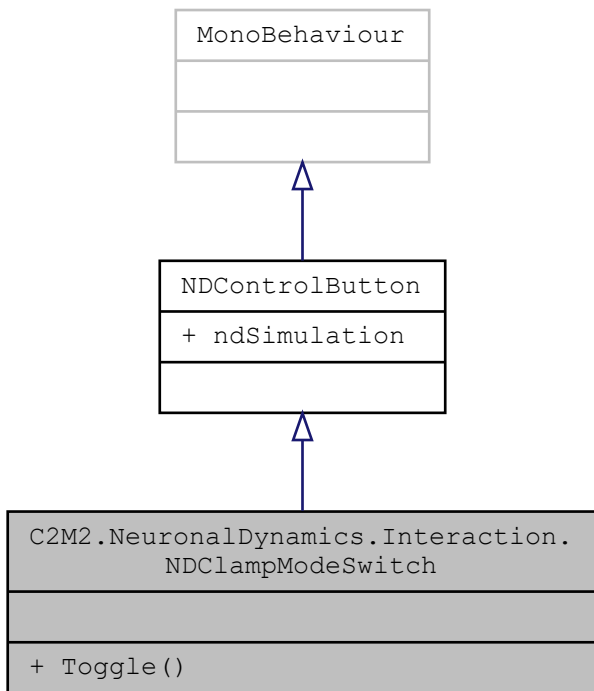 MonoBehaviour
NDControlButton
+ ndSimulation
C2M2.NeuronalDynamics.Interaction.
NDClampModeSwitch
+ Toggle()